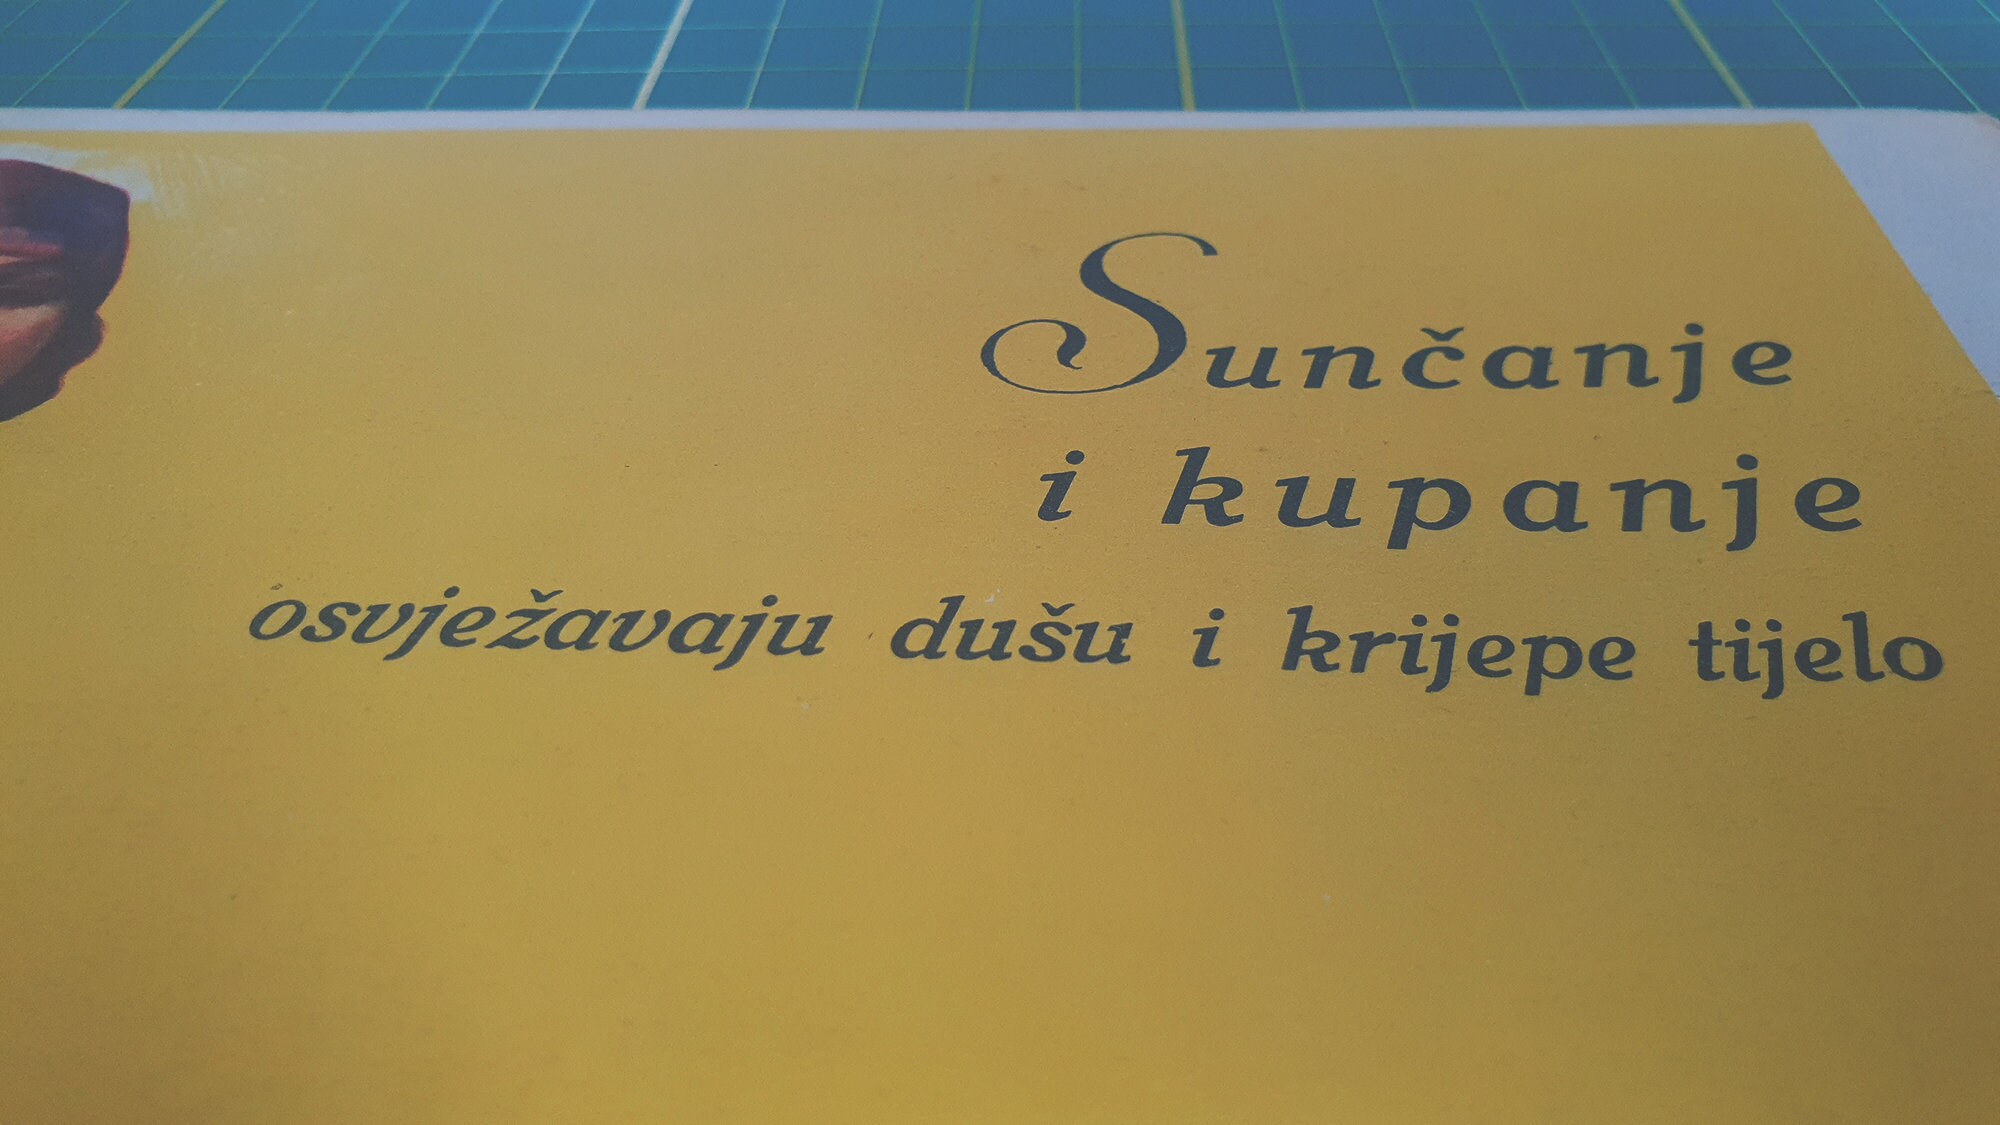 Sunčanje
i kupanje
osvježavaju dušu i krijepe tijelo